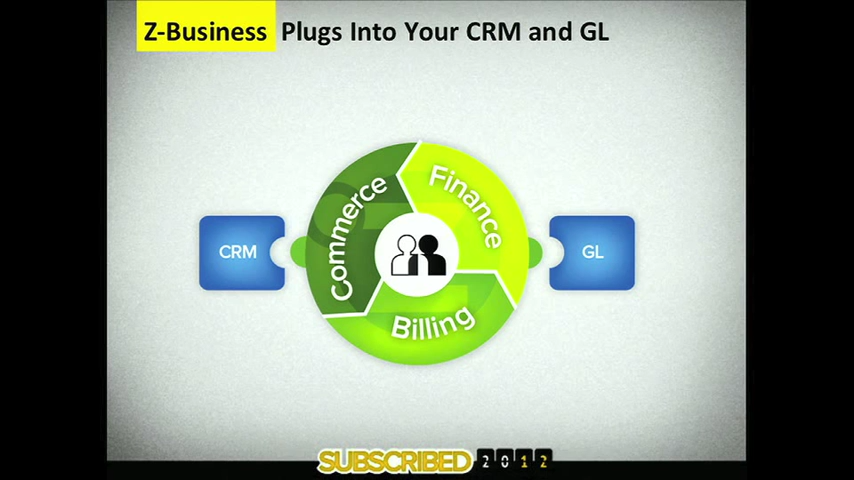 Z-Business Plugs Into Your CRM and GL
Commerce
Finance
CRM
GL
Billing
SUBSCRIBED 2012